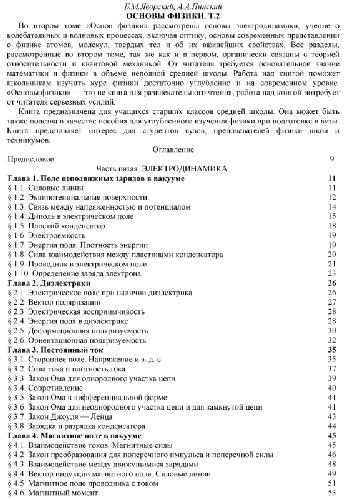 Б.М.Яворский, А.А.Пинский
ОСНОВЫ ФИЗИКИ. Т.2
Во втором томе «Основ физики» рассмотрены основы электродинамики, учение о
колебательных и волновых процессах, включая оптику, основы современных представлений
о физике атомов, молекул, твердых тел и об их важнейших свойствах. Все разделы,
рассмотренные во втором томе, так же как и в первом, органически связаны с теорией
относительности и квантовой механикой. От читателя требуется основательное знание
математики и физики в объеме неполной средней школы. Работа над книгой поможет
школьникам изучить курс физики достаточно углубленно и на современном уровне.
«Основы физики» — это не книга для развлекательного чтения, работа над книгой потребует
от читателя серьезных усилий.
Книга предназначена для учащихся старших классов средней школы. Она может быть
также полезна в качестве пособия для углубленного изучения физики при подготовке в вузы.
Книга представляет интерес для студентов вузов, преподавателей физики школ и
техникумов.
Оглавление
Предисловие 9
Часть пятая ЭЛЕКТРОДИНАМИКА
Глава 1. Поле неподвижных зарядов в вакууме 11
§ 1.1. Силовые линии 11
§ 1.2. Эквипотенциальные поверхности 12
§ 1.3. Связь между напряженностью и потенциалом 14
§ 1.4. Диполь в электрическом поле 15
§ 1.5. Плоский конденсатор 18
§ 1.6. Электроемкость 19
§ 1.7. Энергия поля. Плотность энергии 19
§ 1.8. Сила взаимодействия между пластинами конденсатора 20
§ 1.9. Проводник в электрическом поле 21
§ 1.10. Определение заряда электрона 23
Глава 2. Диэлектрики 26
§ 2.1. Электрическое поле при наличии диэлектрика 26
§ 2.2. Вектор поляризации 27
§ 2.3. Электрическая восприимчивость 28
§ 2.4. Энергия поля в диэлектрике 28
§ 2.5. Деформационная поляризуемость 30
§ 2.6. Ориентационная поляризуемость 32
Глава 3. Постоянный ток 35
§ 3.1. Стороннее поле. Напряжение и э. д. с. 35
§ 3.2. Сила тока и плотность тока 37
§ 3.3. Закон Ома для однородного участка цепи 39
§ 3.4. Сопротивление 40
§ 3.5. Закон Ома в дифференциальной форме 41
§ 3.6. Закон Ома для неоднородного участка цепи и для замкнутой цепи 41
§ 3.7. Закон Джоуля — Ленца 43
§ 3.8. Зарядка и разрядка конденсатора 44
Глава 4. Магнитное поле в вакууме 45
§ 4.1. Взаимодействие токов. Магнитные силы 45
§ 4.2. Закон преобразования для поперечного импульса и поперечной силы 46
§ 4.3. Взаимодействие между движущимися зарядами 48
§ 4.4. Вектор индукции магнитного поля. Силовые линии 49
§ 4.5. Магнитное поле проводника с током 51
§ 4.6. Магнитный момент 53